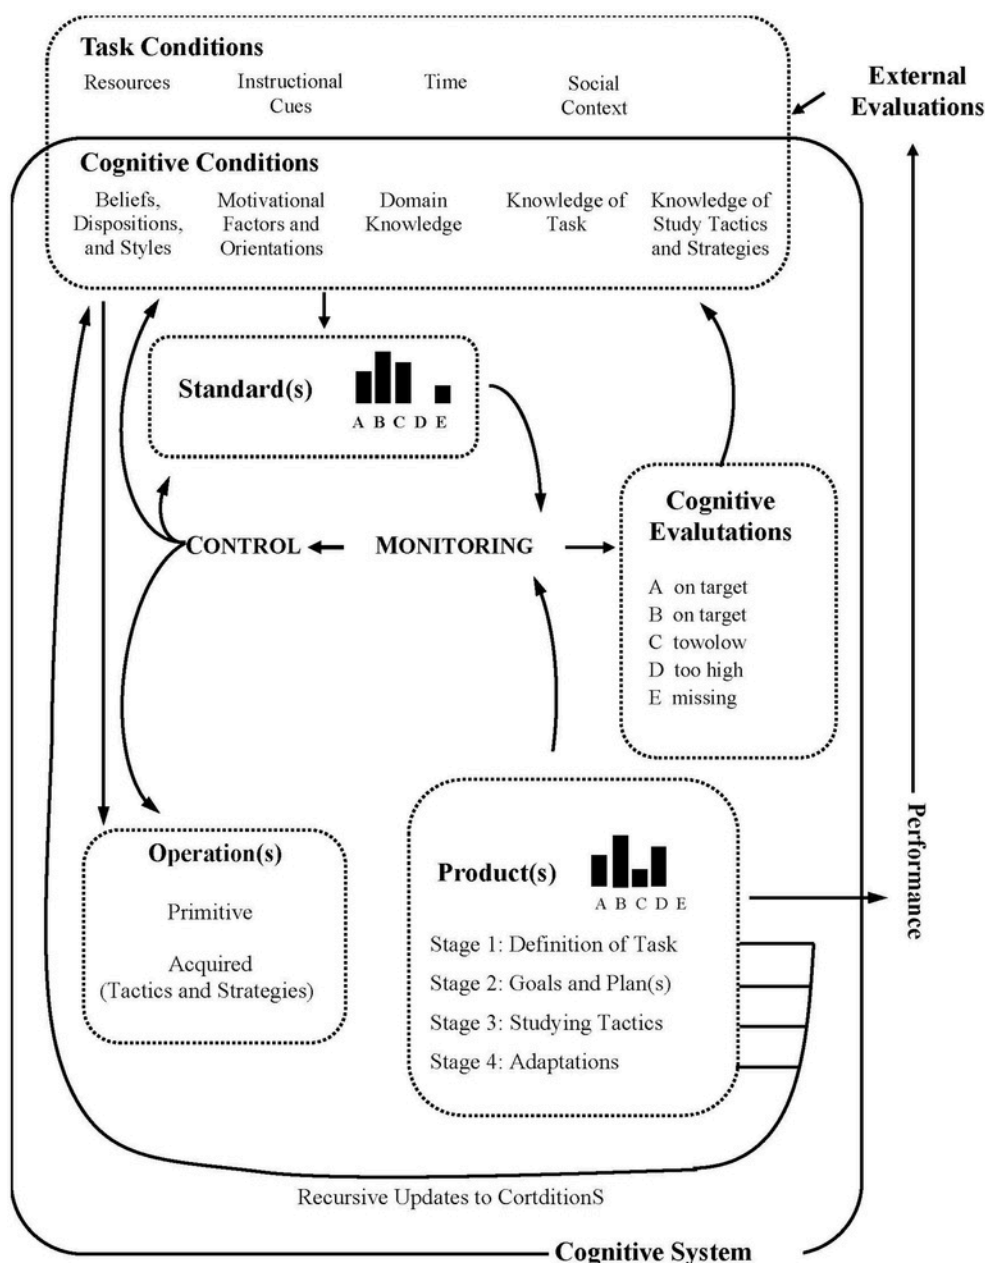 Task Conditions
Resources
Instructional
Cues
Time
Social
Context
External
Evaluations
Cognitive Conditions
Beliefs,
Dispositions,
and Styles
Motivational
Factors and
Orientations
Domain
Knowledge
Knowledge of
Task
Knowledge of
Study Tactics
and Strategies
Standard(s)
A B C D E
CONTROL
MONITORING
Cognitive
Evalutations
A on target
B on target
C towolow
D too high
E missing
Operation(s)
Primitive
Acquired
(Tactics and Strategies)
Product(s)
A B C D E
Stage 1: Definition of Task
Stage 2: Goals and Plan(s)
Stage 3: Studying Tactics
Stage 4: Adaptations
Performance
Recursive Updates to CortditionS
Cognitive System